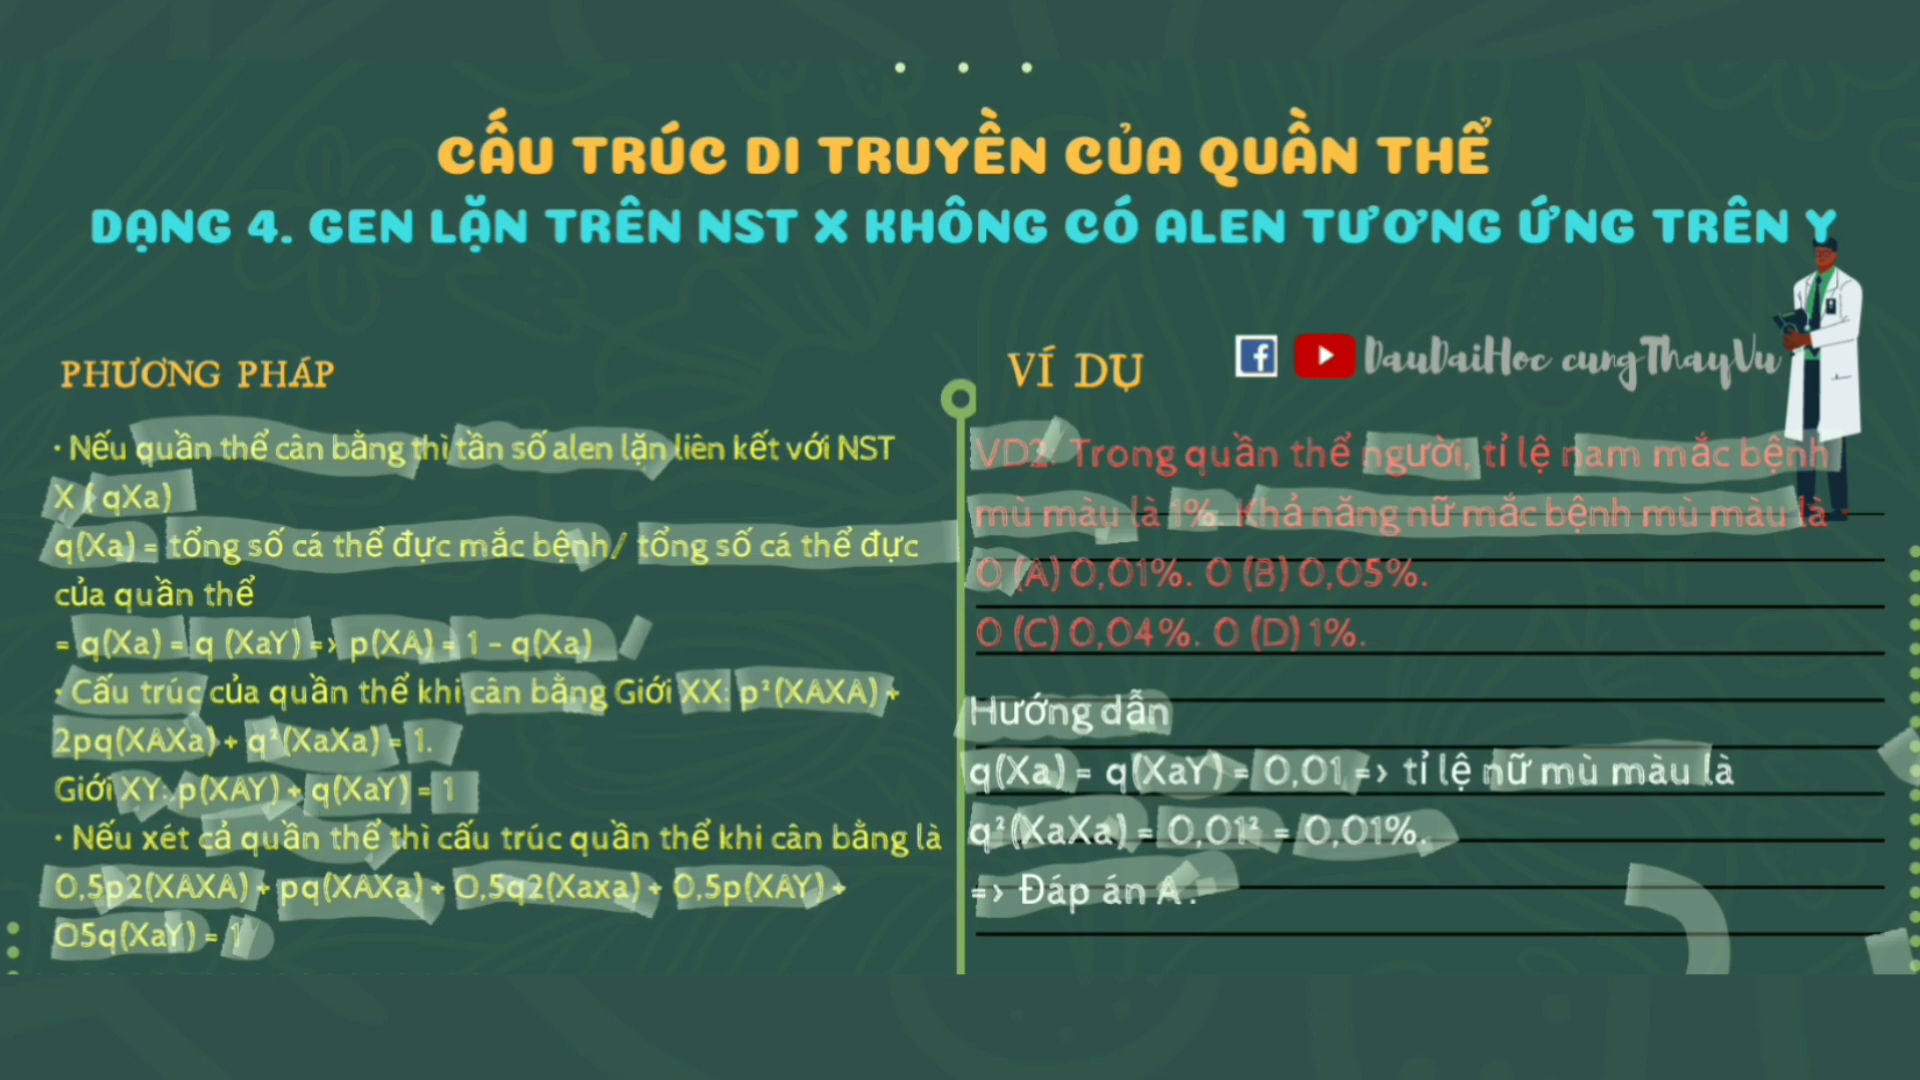 CẤU TRÚC DI TRUYỀN CỦA QUẦN THỂ
DẠNG 4. GEN LẶN TRÊN NST X KHÔNG CÓ ALEN TƯƠNG ỨNG TRÊN Y
PHƯƠNG PHÁP
• Nếu quần thể cân bằng thì tần số alen lặn liên kết với NST
X ( qXa)
q(Xa) = tổng số cá thể đực mắc bệnh/ tổng số cá thể đực
của quần thể
= q(Xa) = q (XaY) => p(XA) = 1 - q(Xa)
• Cấu trúc của quần thể khi cân bằng Giới XX: p²(XAXA) +
2pq(XAXa) + q²(XaXa) = 1.
Giới XY: p(XAY) + q(XaY) = 1
• Nếu xét cả quần thể thì cấu trúc quần thể khi cân bằng là
0,5p2(XAXA) + pq(XAXa) + 0,5q2(Xaxa) + 0,5p(XAY) +
05q(XaY) = 1
VÍ DỤ
DauDaiHoc cungThayVu
VD2. Trong quần thể người, tỉ lệ nam mắc bệnh
mù màu là 1%. Khả năng nữ mắc bệnh mù màu là
O (A) 0,01%. O (B) 0,05%.
O (C) 0,04%. O (D) 1%.
Hướng dẫn
q(Xa) = q(XaY) = 0,01 => tỉ lệ nữ mù màu là
q²(XaXa) = 0,01² = 0,01%.
=> Đáp án A .